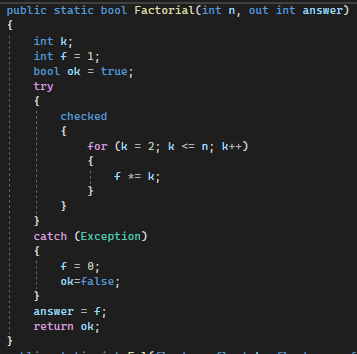 public static bool Factorial(int n, out int answer)
{
int k;
int f = 1;
bool ok = true;
try
{
checked
{
for (k = 2; k <= n; k++)
{
f *= k;
}
}
}
catch (Exception)
{
f = 0;
ok=false;
}
answer = f;
return ok;
}